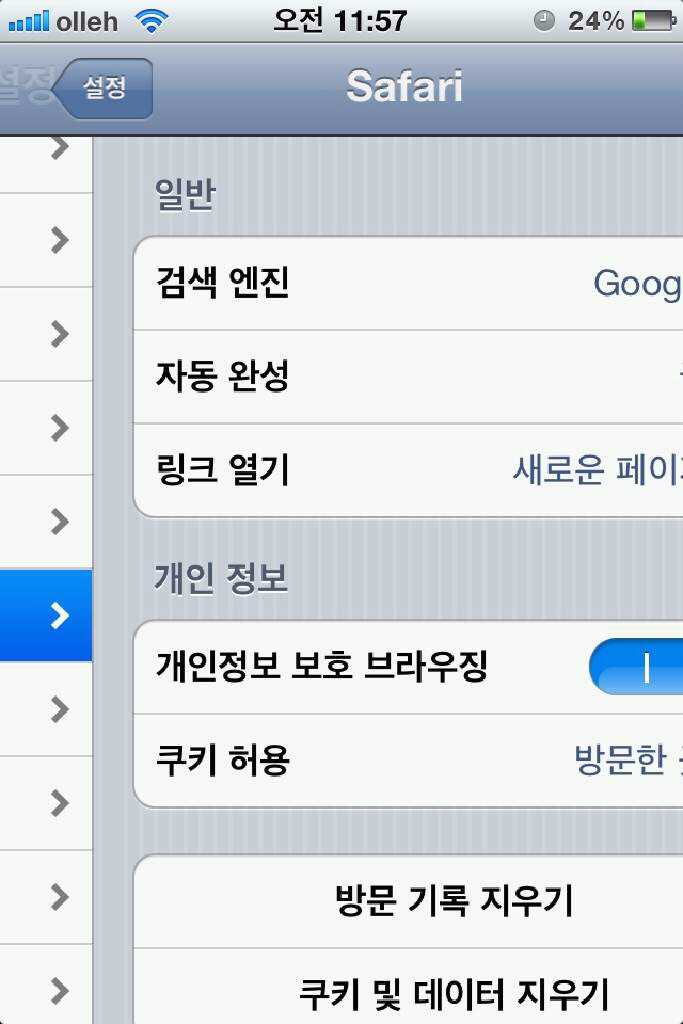 olleh 오전 11:57 24%
설정 설정 Safari
일반
검색 엔진 Goog
자동 완성
링크 열기 새로운 페이
개인 정보
개인정보 보호 브라우징
쿠키 허용 방문한
방문 기록 지우기
쿠키 및 데이터 지우기